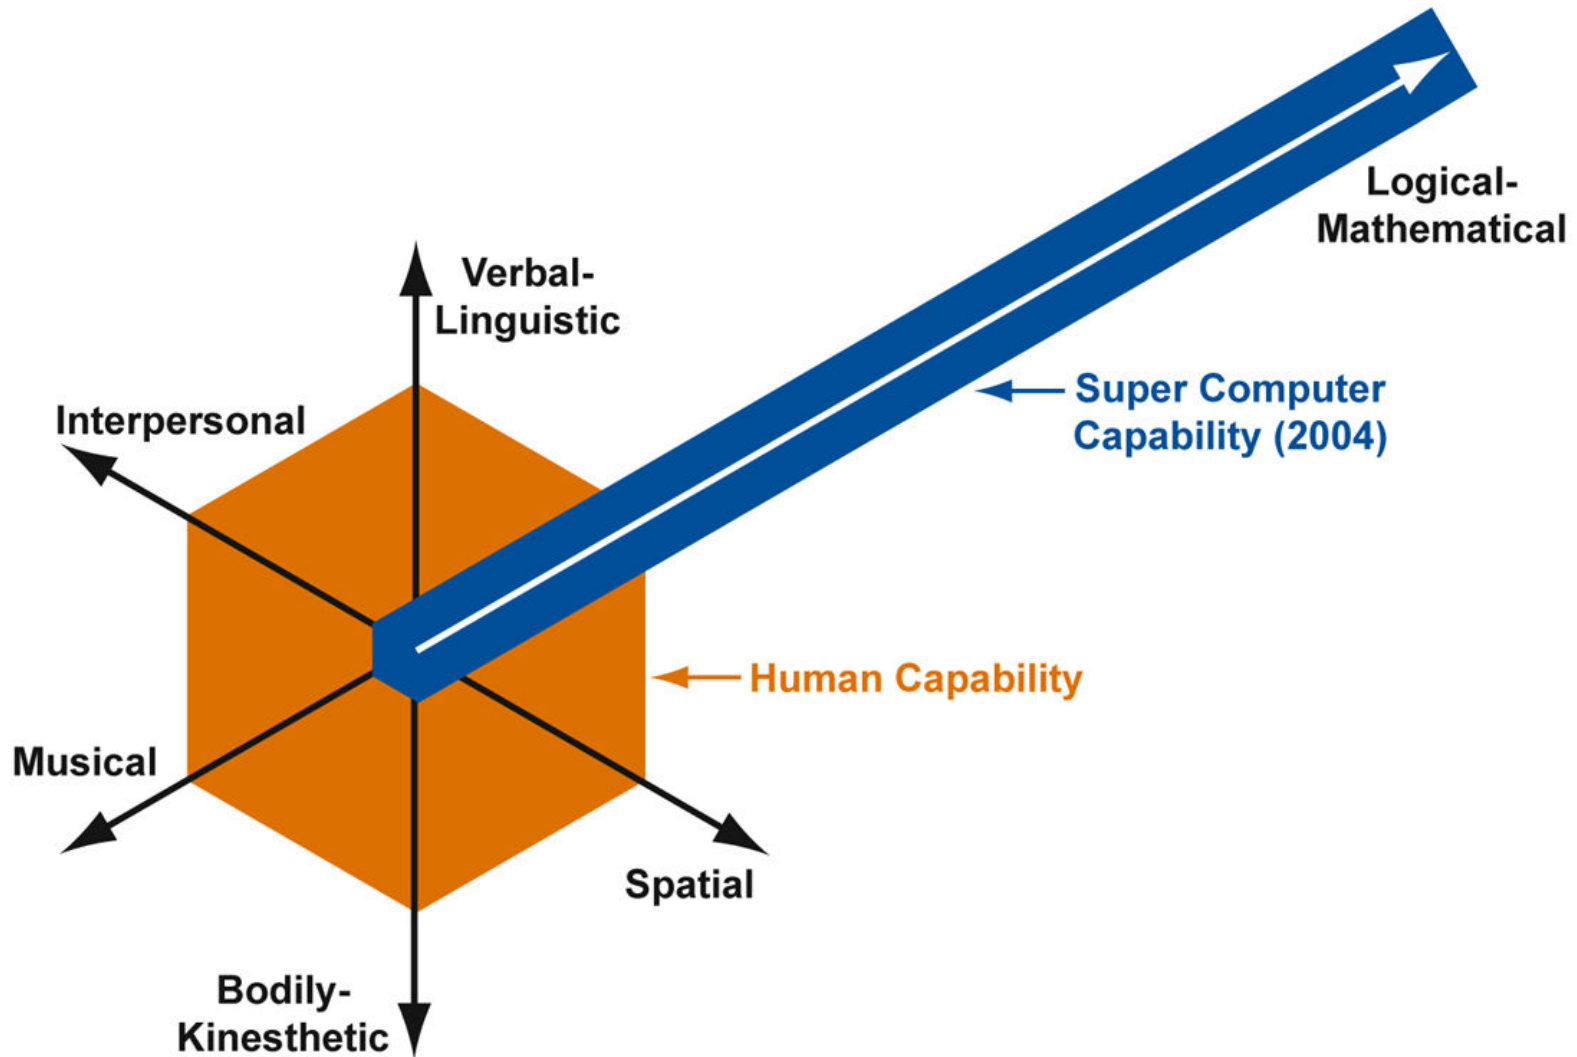 Logical-
Mathematical
Verbal-
Linguistic
Super Computer
Capability (2004)
Interpersonal
Human Capability
Musical
Spatial
Bodily-
Kinesthetic